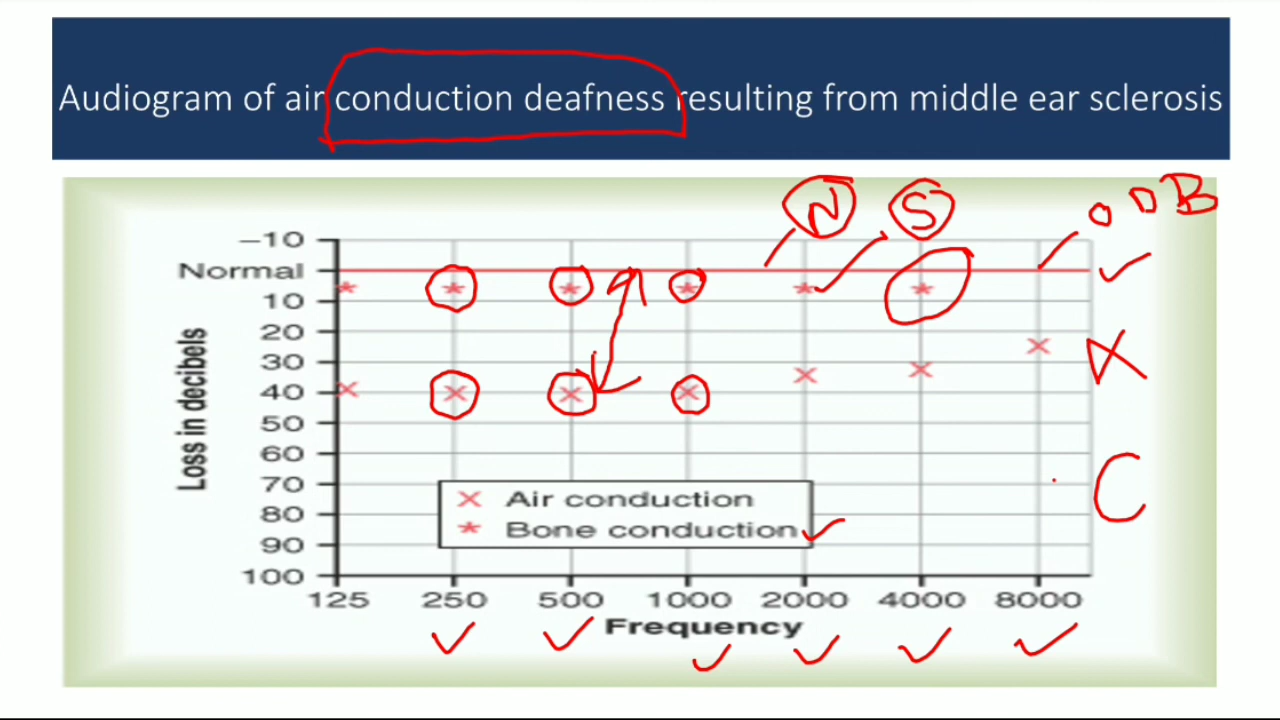 Audiogram of air conduction deafness resulting from middle ear sclerosis
N S 0 DB
−10
Normal
10
20
30
40
50
60
70
80
90
100
Loss in decibels
C
× Air conduction
* Bone conduction
125 250 500 1000 2000 4000 8000
Frequency